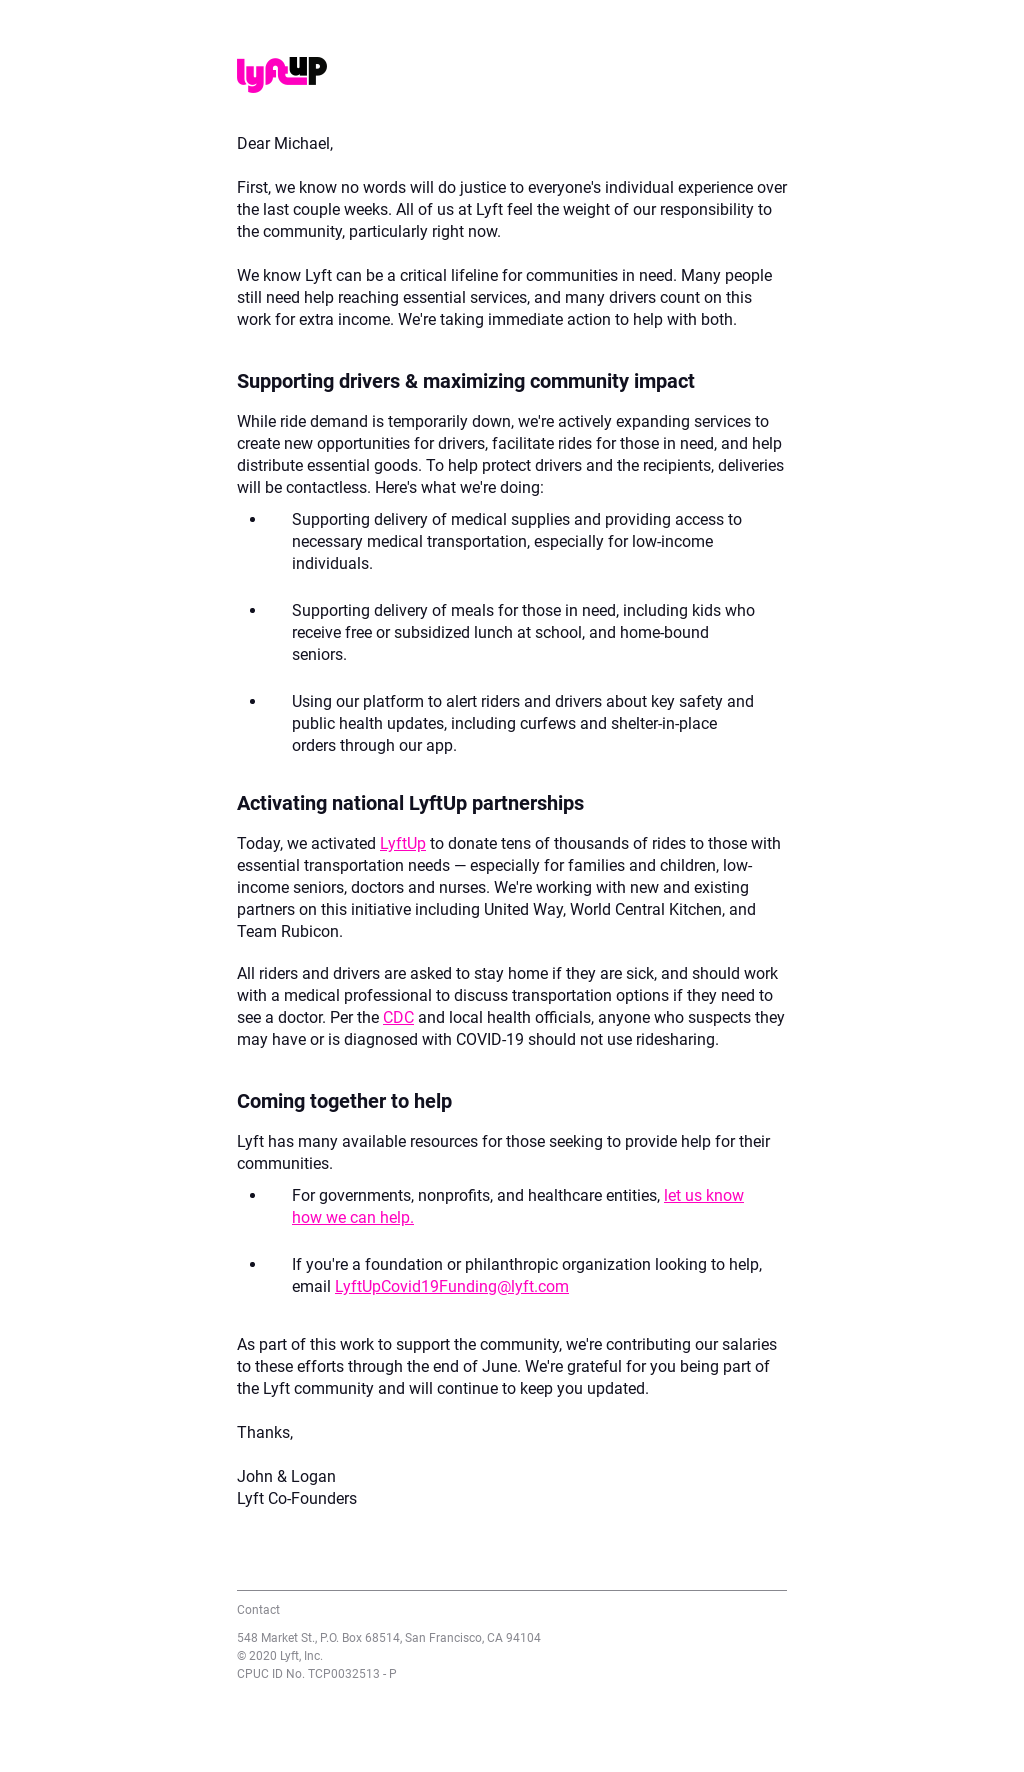 lyftup
Dear Michael,
First, we know no words will do justice to everyone's individual experience over
the last couple weeks. All of us at Lyft feel the weight of our responsibility to
the community, particularly right now.
We know Lyft can be a critical lifeline for communities in need. Many people
still need help reaching essential services, and many drivers count on this
work for extra income. We're taking immediate action to help with both.
Supporting drivers & maximizing community impact
While ride demand is temporarily down, we're actively expanding services to
create new opportunities for drivers, facilitate rides for those in need, and help
distribute essential goods. To help protect drivers and the recipients, deliveries
will be contactless. Here's what we're doing:
• Supporting delivery of medical supplies and providing access to
necessary medical transportation, especially for low-income
individuals.
• Supporting delivery of meals for those in need, including kids who
receive free or subsidized lunch at school, and home-bound
seniors.
• Using our platform to alert riders and drivers about key safety and
public health updates, including curfews and shelter-in-place
orders through our app.
Activating national LyftUp partnerships
Today, we activated LyftUp to donate tens of thousands of rides to those with
essential transportation needs — especially for families and children, low-
income seniors, doctors and nurses. We're working with new and existing
partners on this initiative including United Way, World Central Kitchen, and
Team Rubicon.
All riders and drivers are asked to stay home if they are sick, and should work
with a medical professional to discuss transportation options if they need to
see a doctor. Per the CDC and local health officials, anyone who suspects they
may have or is diagnosed with COVID-19 should not use ridesharing.
Coming together to help
Lyft has many available resources for those seeking to provide help for their
communities.
• For governments, nonprofits, and healthcare entities, let us know
how we can help.
• If you're a foundation or philanthropic organization looking to help,
email LyftUpCovid19Funding@lyft.com
As part of this work to support the community, we're contributing our salaries
to these efforts through the end of June. We're grateful for you being part of
the Lyft community and will continue to keep you updated.
Thanks,
John & Logan
Lyft Co-Founders
Contact
548 Market St., P.O. Box 68514, San Francisco, CA 94104
© 2020 Lyft, Inc.
CPUC ID No. TCP0032513 - P